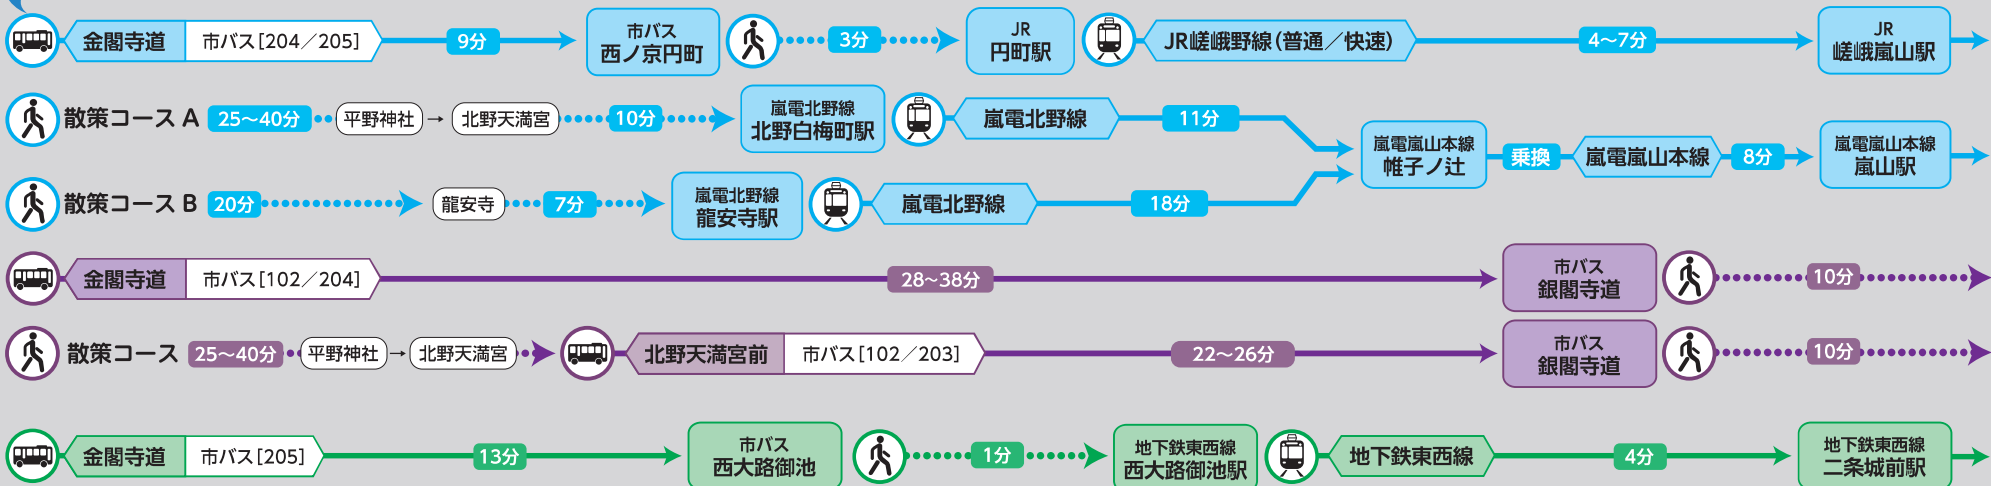 金閣寺道 市バス[204／205] 9分 市バス 西ノ京円町 3分 JR 円町駅 JR嵯峨野線（普通／快速） 4〜7分 JR 嵯峨嵐山駅
散策コース A 25〜40分 平野神社 → 北野天満宮 10分 嵐電北野線 北野白梅町駅 嵐電北野線 11分
嵐電嵐山本線 帷子ノ辻 乗換 嵐電嵐山本線 8分 嵐電嵐山本線 嵐山駅
散策コース B 20分 龍安寺 7分 嵐電北野線 龍安寺駅 嵐電北野線 18分
金閣寺道 市バス[102／204] 28〜38分 市バス 銀閣寺道 10分
散策コース 25〜40分 平野神社 → 北野天満宮 北野天満宮前 市バス[102／203] 22〜26分 市バス 銀閣寺道 10分
金閣寺道 市バス[205] 13分 市バス 西大路御池 1分 地下鉄東西線 西大路御池駅 地下鉄東西線 4分 地下鉄東西線 二条城前駅